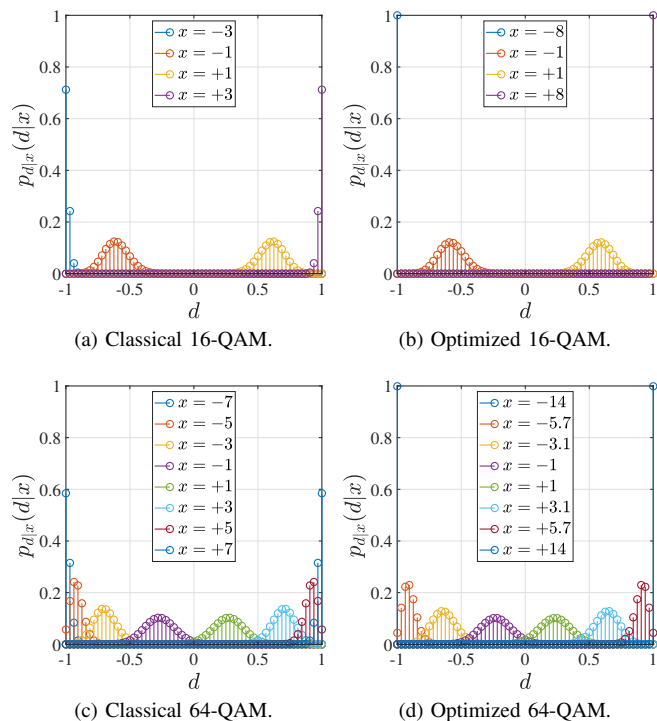 1
0.8
0.6
0.4
0.2
0
p_{d|x}(d|x)
x = −3
x = −1
x = +1
x = +3
-1
-0.5
0
0.5
1
d
(a) Classical 16-QAM.
1
0.8
0.6
0.4
0.2
0
p_{d|x}(d|x)
x = −8
x = −1
x = +1
x = +8
-1
-0.5
0
0.5
1
d
(b) Optimized 16-QAM.
1
0.8
0.6
0.4
0.2
0
p_{d|x}(d|x)
x = −7
x = −5
x = −3
x = −1
x = +1
x = +3
x = +5
x = +7
-1
-0.5
0
0.5
1
d
(c) Classical 64-QAM.
1
0.8
0.6
0.4
0.2
0
p_{d|x}(d|x)
x = −14
x = −5.7
x = −3.1
x = −1
x = +1
x = +3.1
x = +5.7
x = +14
-1
-0.5
0
0.5
1
d
(d) Optimized 64-QAM.